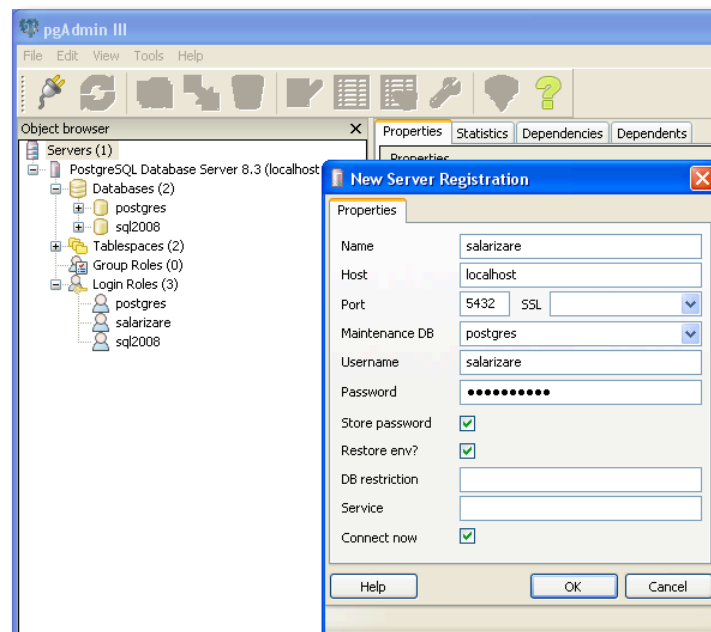 pgAdmin III
File Edit View Tools Help
Object browser
Properties Statistics Dependencies Dependents
Properties
Servers (1)
PostgreSQL Database Server 8.3 (localhost
Databases (2)
postgres
sql2008
Tablespaces (2)
Group Roles (0)
Login Roles (3)
postgres
salarizare
sql2008
New Server Registration
Properties
Name salarizare
Host localhost
Port 5432 SSL
Maintenance DB postgres
Username salarizare
Password ●●●●●●●●●●
Store password
Restore env?
DB restriction
Service
Connect now
Help OK Cancel